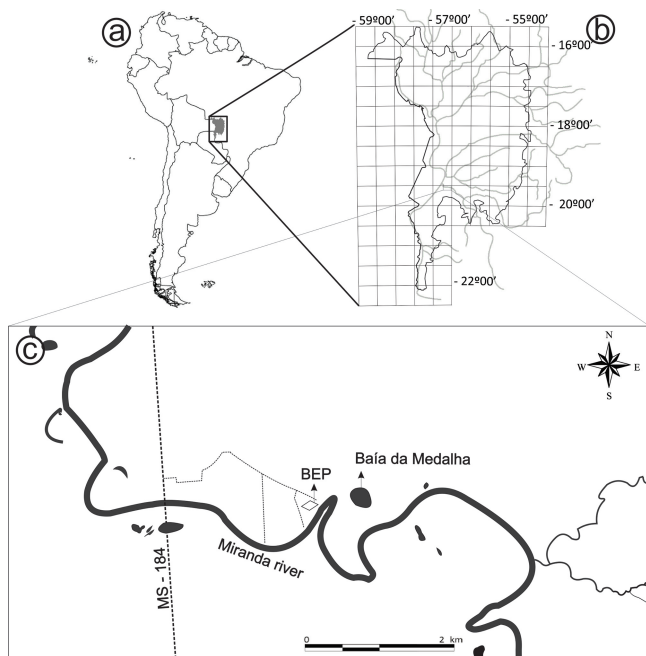 a
- 59º00' - 57º00' - 55º00'
b
- 16º00'
- 18º00'
- 20º00'
- 22º00'
c
N
W E
S
BEP
Baía da Medalha
Miranda river
MS - 184
0 2 km